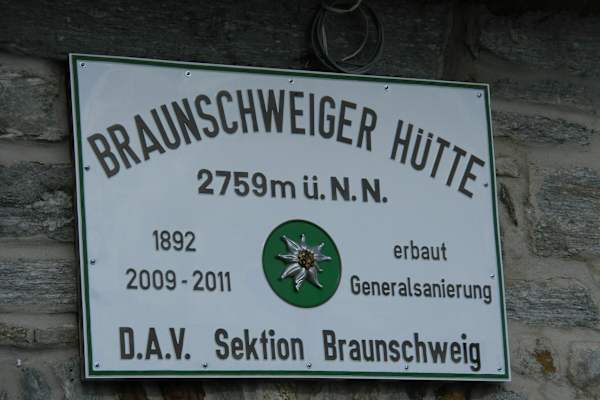 BRAUNSCHWEIGER HÜTTE
2759m ü. N. N.
1892 erbaut
2009 - 2011 Generalsanierung
D.A.V. Sektion Braunschweig